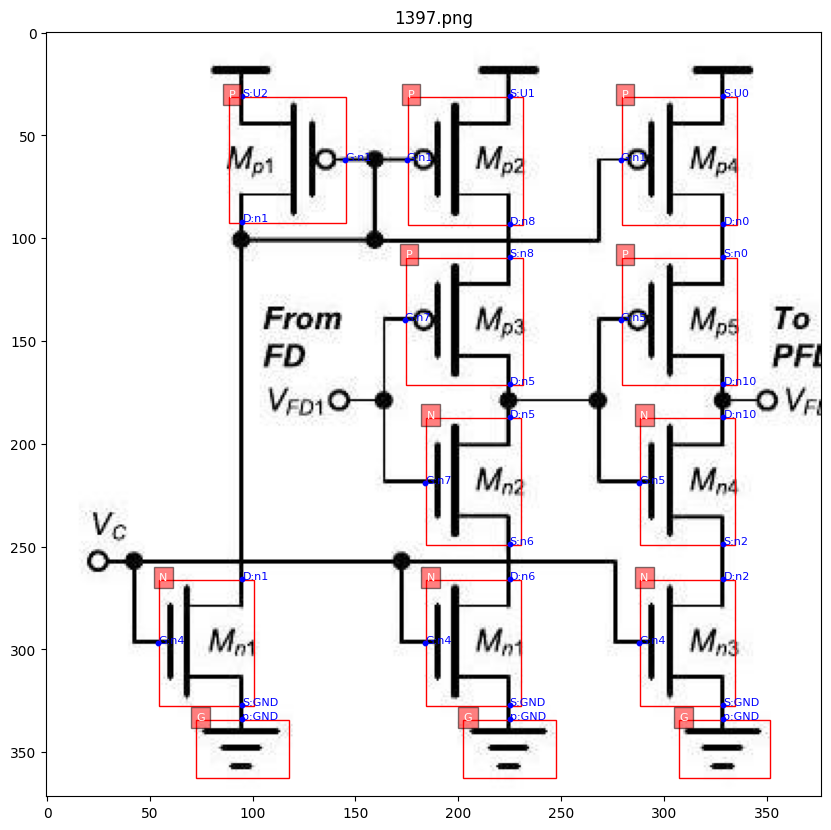 1397.png
P
P
P
S:U2
S:U1
S:U0
M_{p1}
G:n1
G:n1
M_{p2}
G:n1
M_{p4}
D:n1
D:n8
D:n0
P
P
S:n8
S:n0
From
FD
G:n7
M_{p3}
G:n5
M_{p5}
To
D:n5
D:n10
V_{FD1}
N
N
D:n5
D:n10
G:n7
M_{n2}
G:n5
M_{n4}
V_C
S:n6
S:n2
N
N
N
D:n1
D:n6
D:n2
G:n4
M_{n1}
G:n4
M_{n1}
G:n4
M_{n3}
S:GND
S:GND
S:GND
G
G
G
p:GND
p:GND
p:GND
0
50
100
150
200
250
300
350
0
50
100
150
200
250
300
350